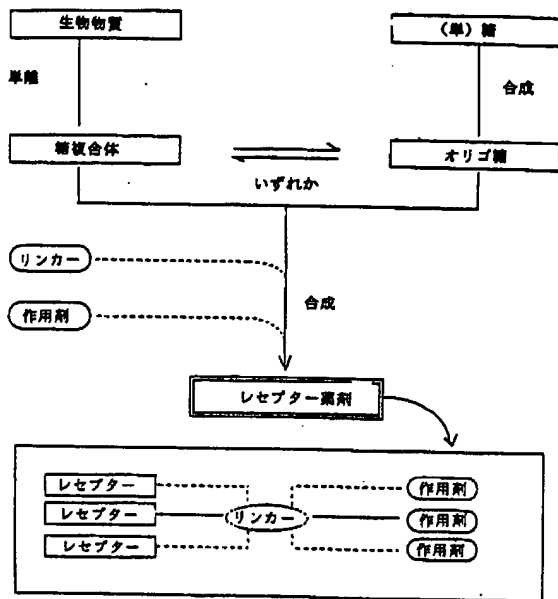 生物物質
(単)糖
単離
合成
糖複合体
オリゴ糖
いずれか
リンカー
作用剤
合成
レセプター薬剤
レセプター
作用剤
レセプター
リンカー
作用剤
レセプター
作用剤